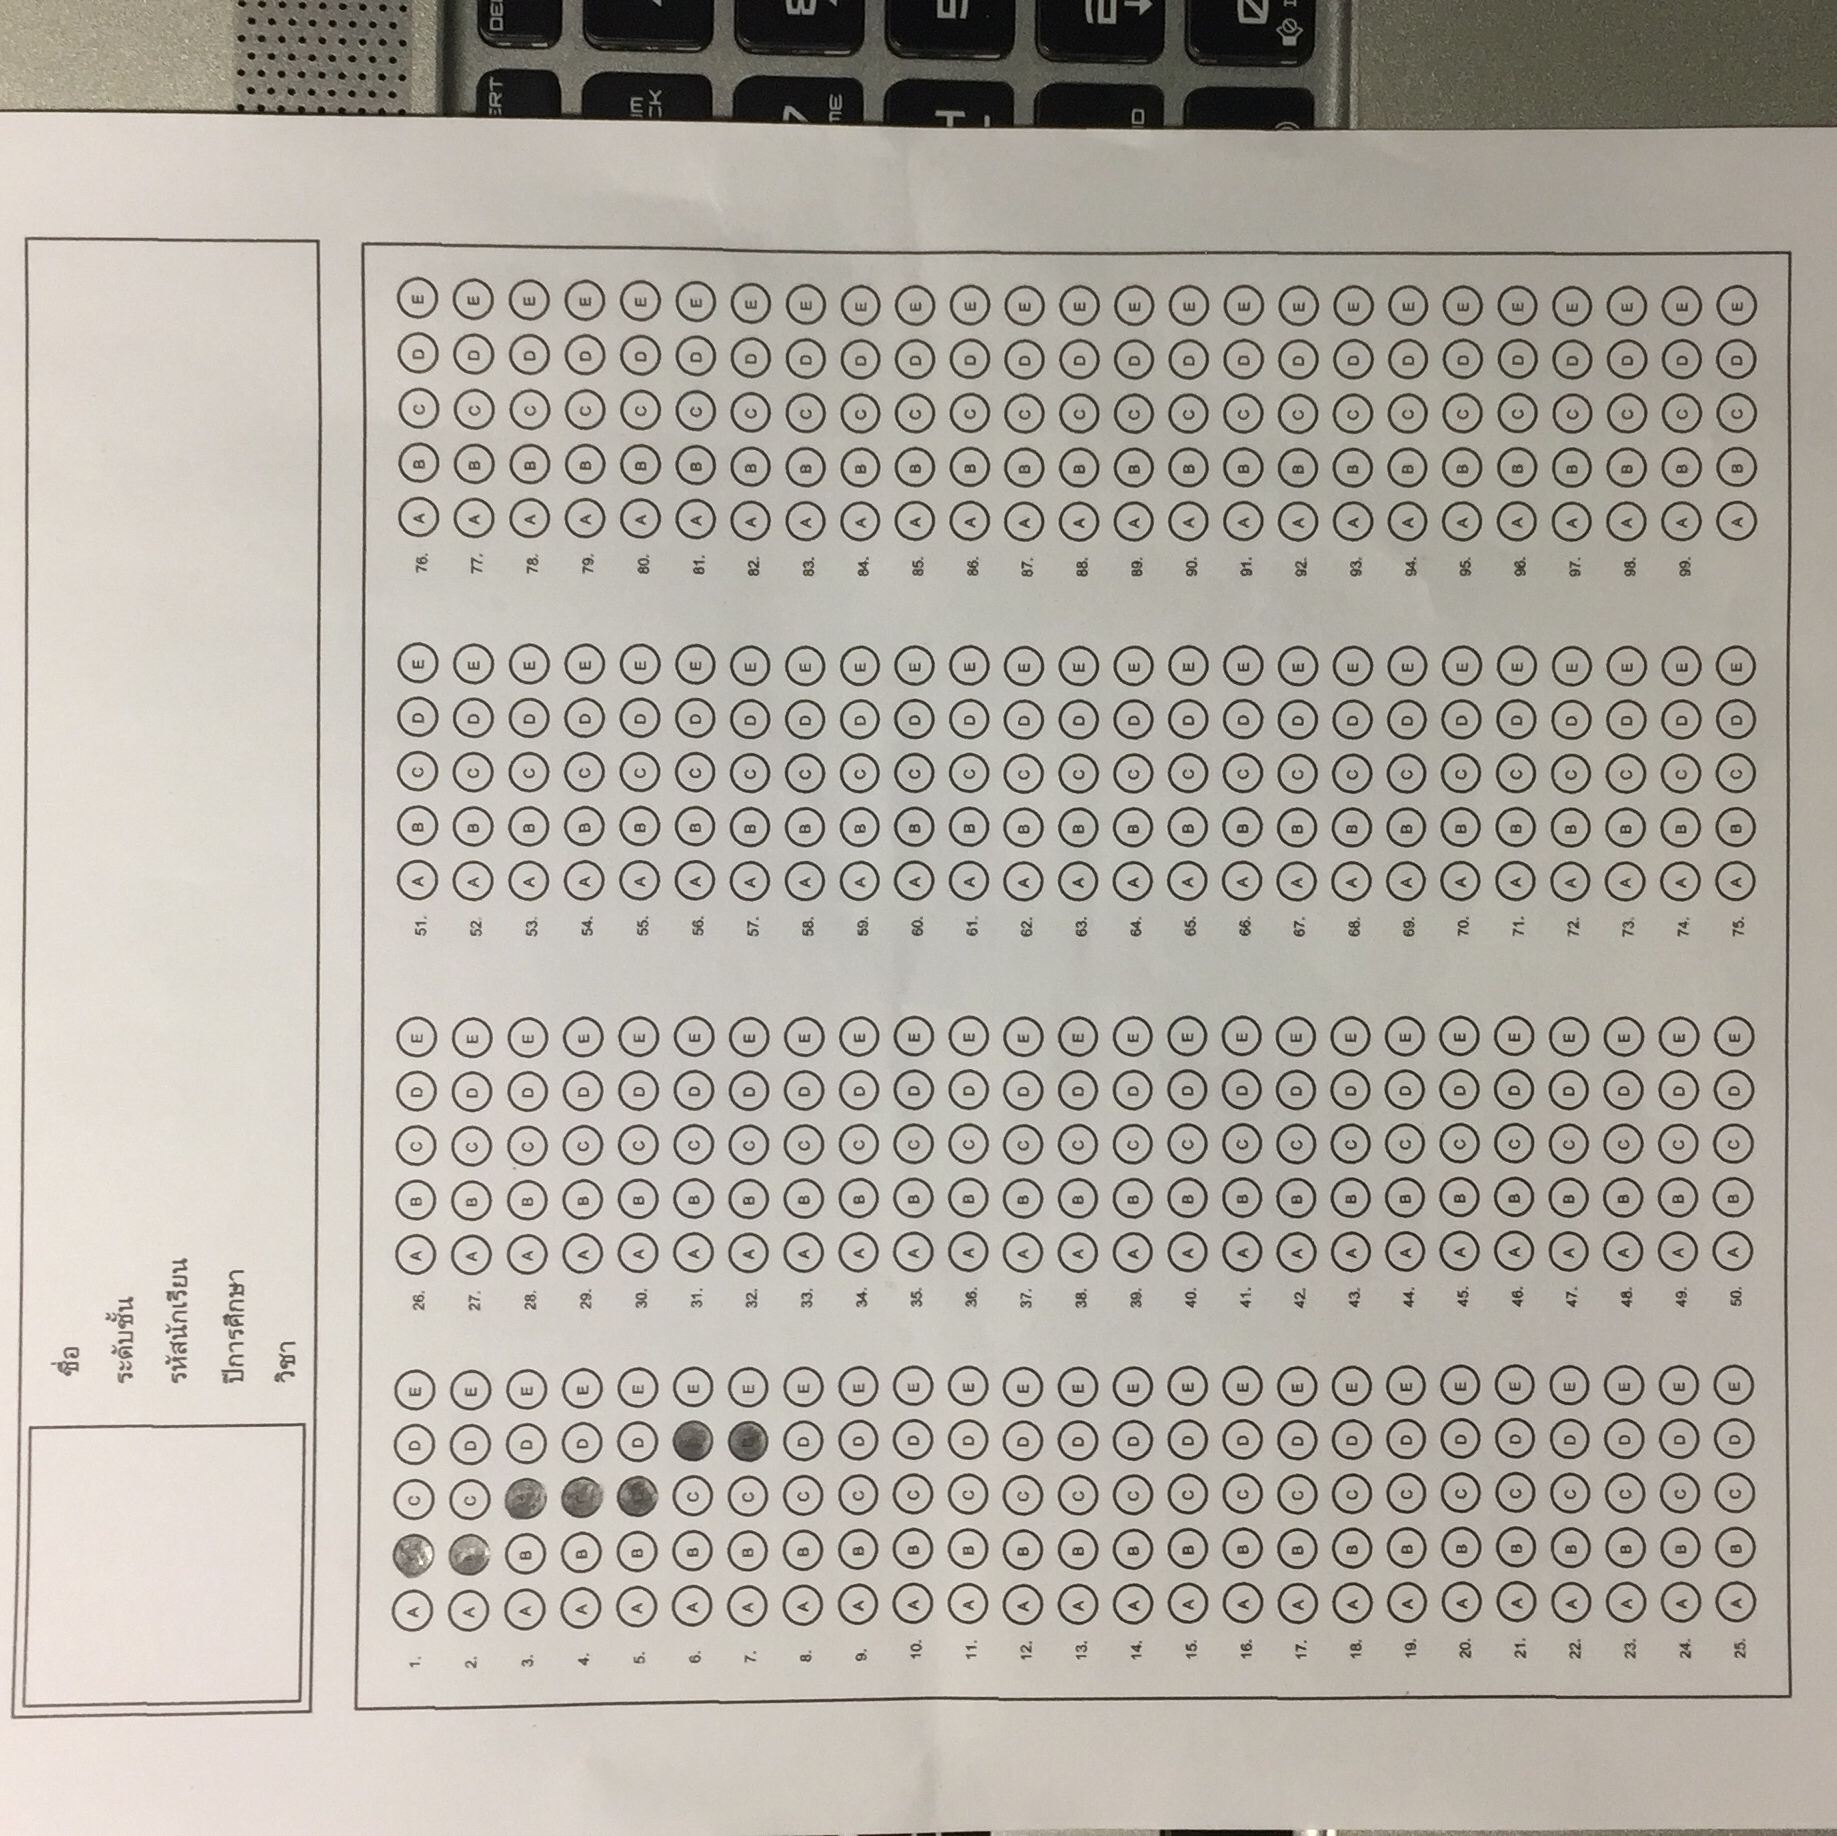 ชื่อ
ระดับชั้น
รหัสนักเรียน
ปีการศึกษา
วิชา
1. A C D E
2. A C D E
3. A B D E
4. A B D E
5. A B D E
6. A B C E
7. A B C E
8. A B C D E
9. A B C D E
10. A B C D E
11. A B C D E
12. A B C D E
13. A B C D E
14. A B C D E
15. A B C D E
16. A B C D E
17. A B C D E
18. A B C D E
19. A B C D E
20. A B C D E
21. A B C D E
22. A B C D E
23. A B C D E
24. A B C D E
25. A B C D E
26. A B C D E
27. A B C D E
28. A B C D E
29. A B C D E
30. A B C D E
31. A B C D E
32. A B C D E
33. A B C D E
34. A B C D E
35. A B C D E
36. A B C D E
37. A B C D E
38. A B C D E
39. A B C D E
40. A B C D E
41. A B C D E
42. A B C D E
43. A B C D E
44. A B C D E
45. A B C D E
46. A B C D E
47. A B C D E
48. A B C D E
49. A B C D E
50. A B C D E
51. A B C D E
52. A B C D E
53. A B C D E
54. A B C D E
55. A B C D E
56. A B C D E
57. A B C D E
58. A B C D E
59. A B C D E
60. A B C D E
61. A B C D E
62. A B C D E
63. A B C D E
64. A B C D E
65. A B C D E
66. A B C D E
67. A B C D E
68. A B C D E
69. A B C D E
70. A B C D E
71. A B C D E
72. A B C D E
73. A B C D E
74. A B C D E
75. A B C D E
76. A B C D E
77. A B C D E
78. A B C D E
79. A B C D E
80. A B C D E
81. A B C D E
82. A B C D E
83. A B C D E
84. A B C D E
85. A B C D E
86. A B C D E
87. A B C D E
88. A B C D E
89. A B C D E
90. A B C D E
91. A B C D E
92. A B C D E
93. A B C D E
94. A B C D E
95. A B C D E
96. A B C D E
97. A B C D E
98. A B C D E
99. A B C D E
A B C D E